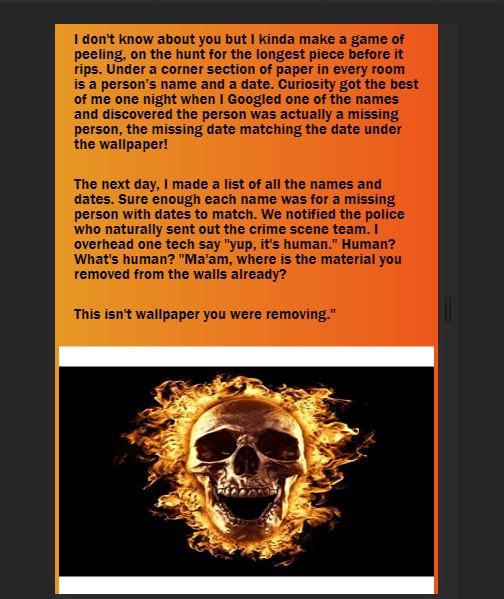 I don't know about you but I kinda make a game of
peeling, on the hunt for the longest piece before it
rips. Under a corner section of paper in every room
is a person's name and a date. Curiosity got the best
of me one night when I Googled one of the names
and discovered the person was actually a missing
person, the missing date matching the date under
the wallpaper!
The next day, I made a list of all the names and
dates. Sure enough each name was for a missing
person with dates to match. We notified the police
who naturally sent out the crime scene team. I
overhead one tech say "yup, it's human." Human?
What's human? "Ma'am, where is the material you
removed from the walls already?
This isn't wallpaper you were removing."